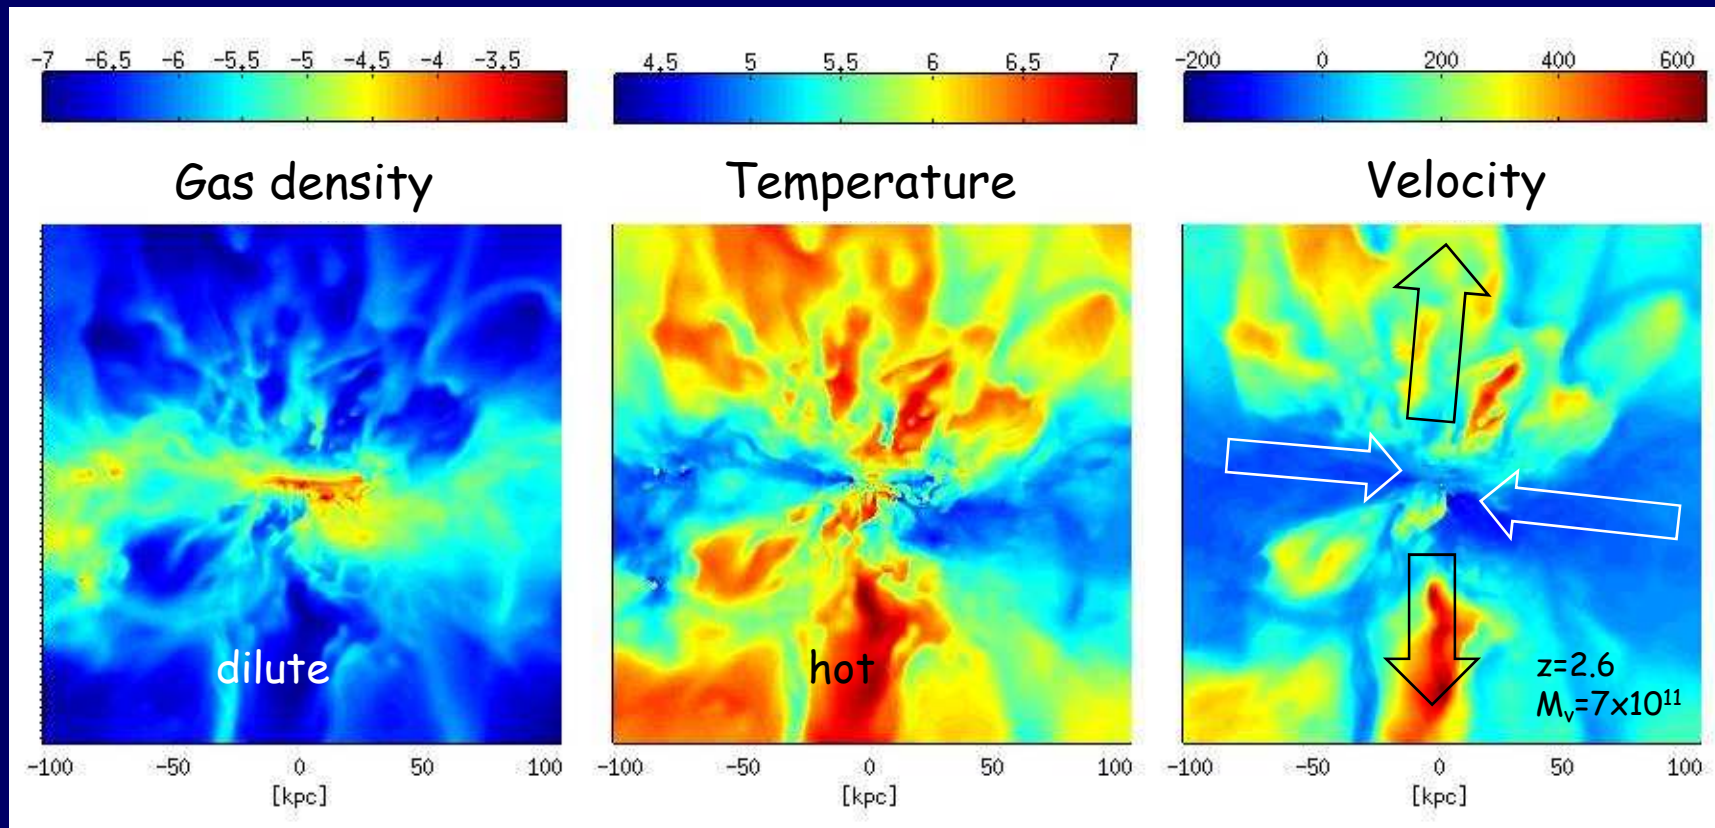 -7 -6.5 -6 -5.5 -5 -4.5 -4 -3.5
4.5 5 5.5 6 6.5 7
-200 0 200 400 600
Gas density
Temperature
Velocity
dilute
hot
z=2.6
Mᵥ=7x10¹¹
-100 -50 0 50 100
[kpc]
-100 -50 0 50 100
[kpc]
-100 -50 0 50 100
[kpc]